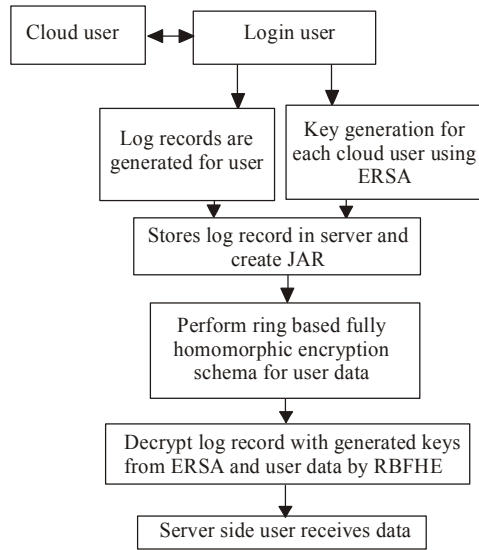 Cloud user
Login user
Log records are
generated for user
Key generation for
each cloud user using
ERSA
Stores log record in server and
create JAR
Perform ring based fully
homomorphic encryption
schema for user data
Decrypt log record with generated keys
from ERSA and user data by RBFHE
Server side user receives data